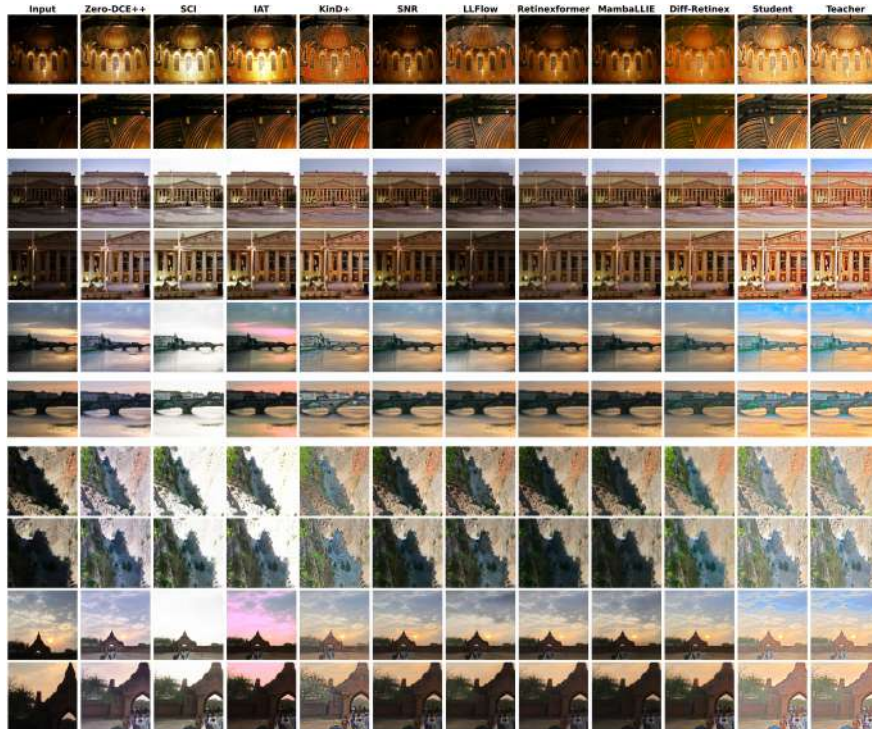 Input Zero-DCE++ SCI IAT KinD+ SNR LLFlow Retinexformer MambaLLIE Diff-Retinex Student Teacher